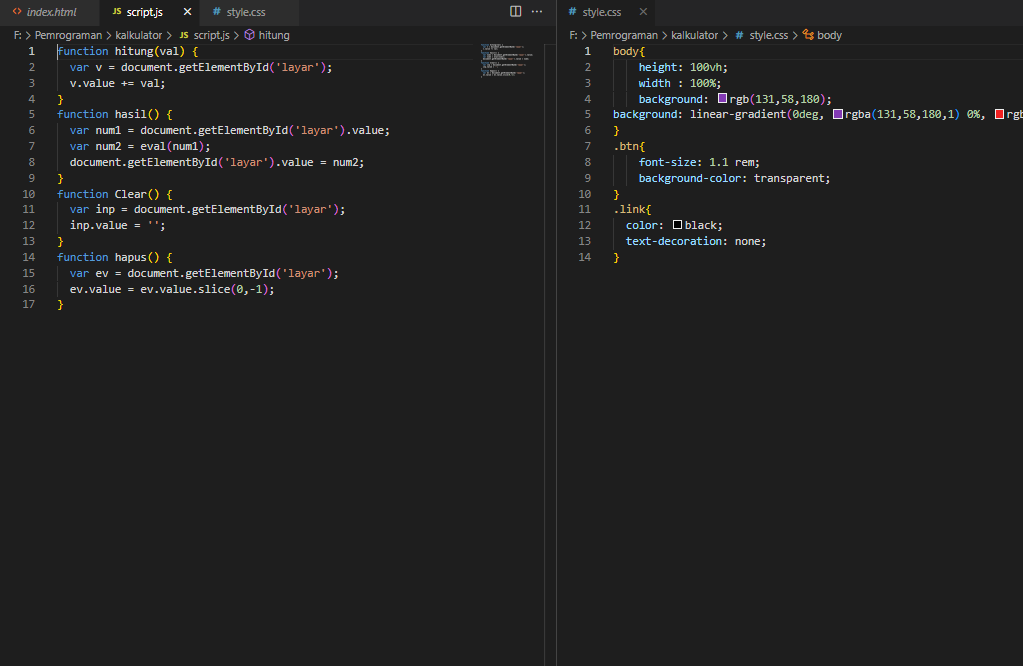 index.html
JS script.js ×
# style.css
F: > Pemrograman > kalkulator > JS script.js > hitung
1 function hitung(val) {
2 var v = document.getElementById('layar');
3 v.value += val;
4 }
5 function hasil() {
6 var num1 = document.getElementById('layar').value;
7 var num2 = eval(num1);
8 document.getElementById('layar').value = num2;
9 }
10 function Clear() {
11 var inp = document.getElementById('layar');
12 inp.value = '';
13 }
14 function hapus() {
15 var ev = document.getElementById('layar');
16 ev.value = ev.value.slice(0,-1);
17 }
# style.css ×
F: > Pemrograman > kalkulator > # style.css > body
1 body{
2 height: 100vh;
3 width : 100%;
4 background: rgb(131,58,180);
5 background: linear-gradient(0deg, rgba(131,58,180,1) 0%, rgb
6 }
7 .btn{
8 font-size: 1.1 rem;
9 background-color: transparent;
10 }
11 .link{
12 color: black;
13 text-decoration: none;
14 }